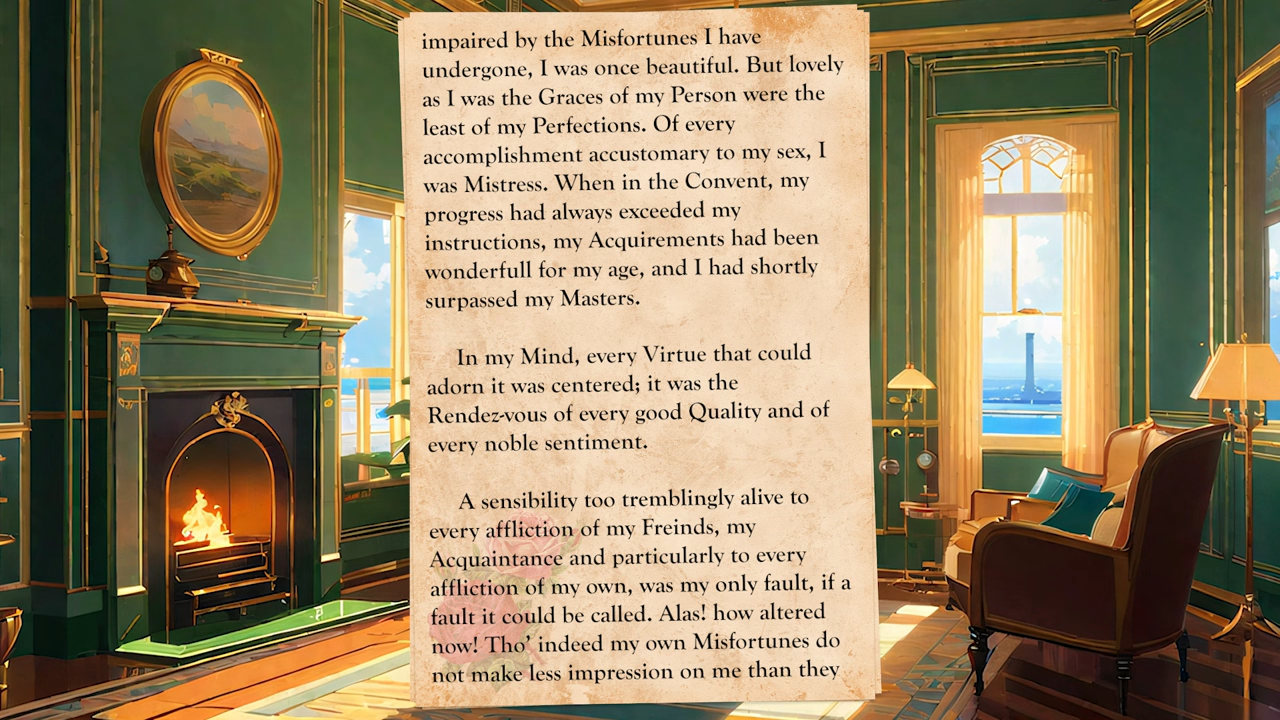 impaired by the Misfortunes I have
undergone, I was once beautiful. But lovely
as I was the Graces of my Person were the
least of my Perfections. Of every
accomplishment accustomary to my sex, I
was Mistress. When in the Convent, my
progress had always exceeded my
instructions, my Acquirements had been
wonderfull for my age, and I had shortly
surpassed my Masters.
In my Mind, every Virtue that could
adorn it was centered; it was the
Rendez-vous of every good Quality and of
every noble sentiment.
A sensibility too tremblingly alive to
every affliction of my Freinds, my
Acquaintance and particularly to every
affliction of my own, was my only fault, if a
fault it could be called. Alas! how altered
now! Tho' indeed my own Misfortunes do
not make less impression on me than they